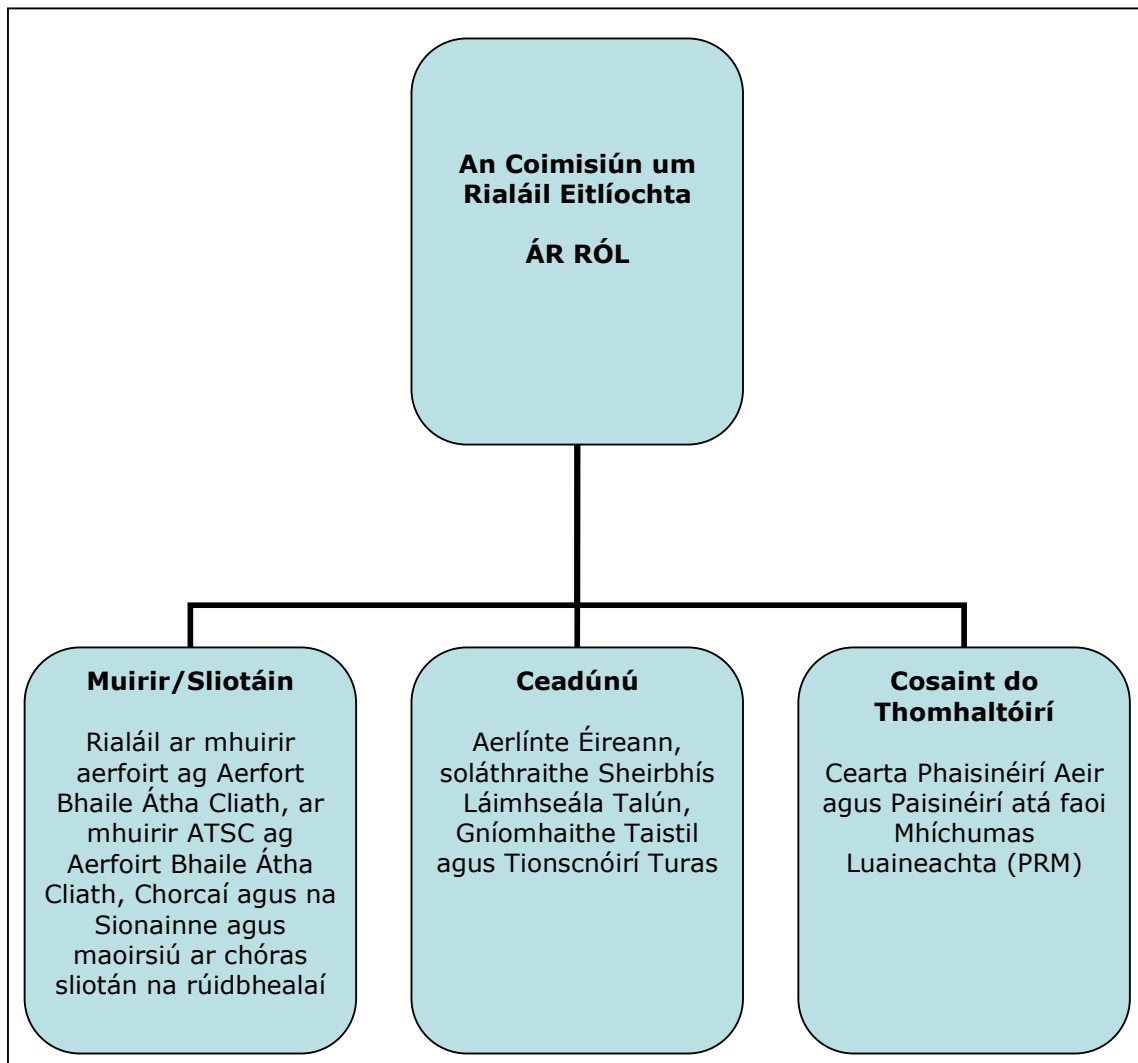 An Coimisiún um
Rialáil Eitlíochta
ÁR RÓL
Muirir/Sliotáin
Rialáil ar mhuirir
aerfoirt ag Aerfort
Bhaile Átha Cliath, ar
mhuirir ATSC ag
Aerfoirt Bhaile Átha
Cliath, Chorcaí agus na
Sionainne agus
maoirsiú ar chóras
sliotán na rúidbhealaí
Ceadúnú
Aerlínte Éireann,
soláthraithe Sheirbhís
Láimhseála Talún,
Gníomhaithe Taistil
agus Tionscnóirí Turas
Cosaint do
Thomhaltóirí
Cearta Phaisinéirí Aeir
agus Paisinéirí atá faoi
Mhíchumas
Luaineachta (PRM)